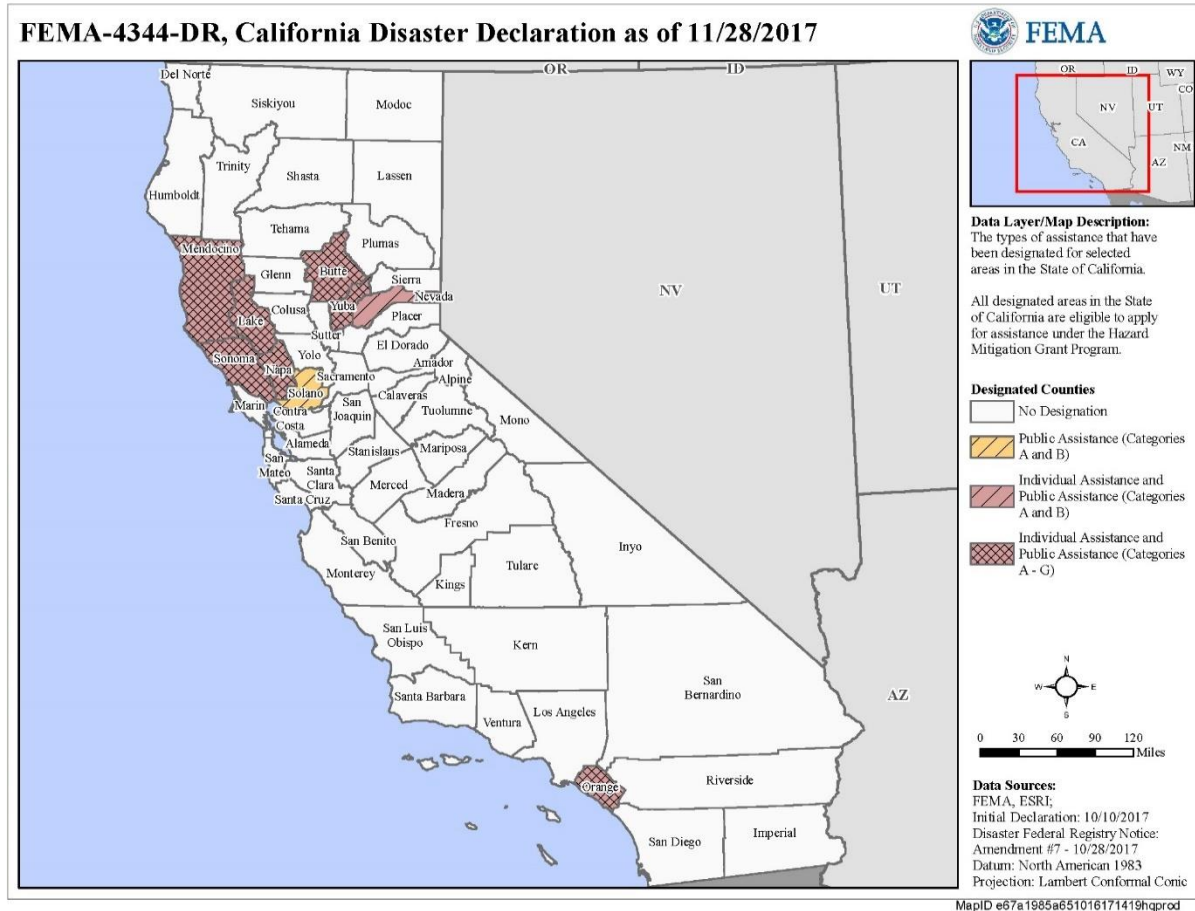 FEMA-4344-DR, California Disaster Declaration as of 11/28/2017
FEMA
OR
ID
Del Norte
Siskiyou
Modoc
Trinity
Humboldt
Shasta
Lassen
Tehama
Plumas
Mendocino
Butte
Glenn
Sierra
Nevada
Yuba
Colusa
Lake
Placer
Sutter
NV
UT
Yolo
El Dorado
Sonoma
Napa
Amador
Sacramento
Alpine
Solano
Calaveras
Marin
Contra
Costa
San
Joaquin
Tuolumne
Mono
Alameda
Stanislaus
Mariposa
San
Mateo
Santa
Clara
Merced
Madera
Santa Cruz
Fresno
San Benito
Inyo
Monterey
Kings
Tulare
San Luis
Obispo
Kern
San
Bernardino
AZ
Santa Barbara
Ventura
Los Angeles
Orange
Riverside
San Diego
Imperial
OR
ID
WY
CO
NV
UT
CA
AZ
NM
Data Layer/Map Description:
The types of assistance that have
been designated for selected
areas in the State of California.
All designated areas in the State
of California are eligible to apply
for assistance under the Hazard
Mitigation Grant Program.
Designated Counties
No Designation
Public Assistance (Categories
A and B)
Individual Assistance and
Public Assistance (Categories
A and B)
Individual Assistance and
Public Assistance (Categories
A - G)
N
W
E
S
0 30 60 90 120
Miles
Data Sources:
FEMA, ESRI;
Initial Declaration: 10/10/2017
Disaster Federal Registry Notice:
Amendment #7 - 10/28/2017
Datum: North American 1983
Projection: Lambert Conformal Conic
MapID e67a1985a651016171419hqprod